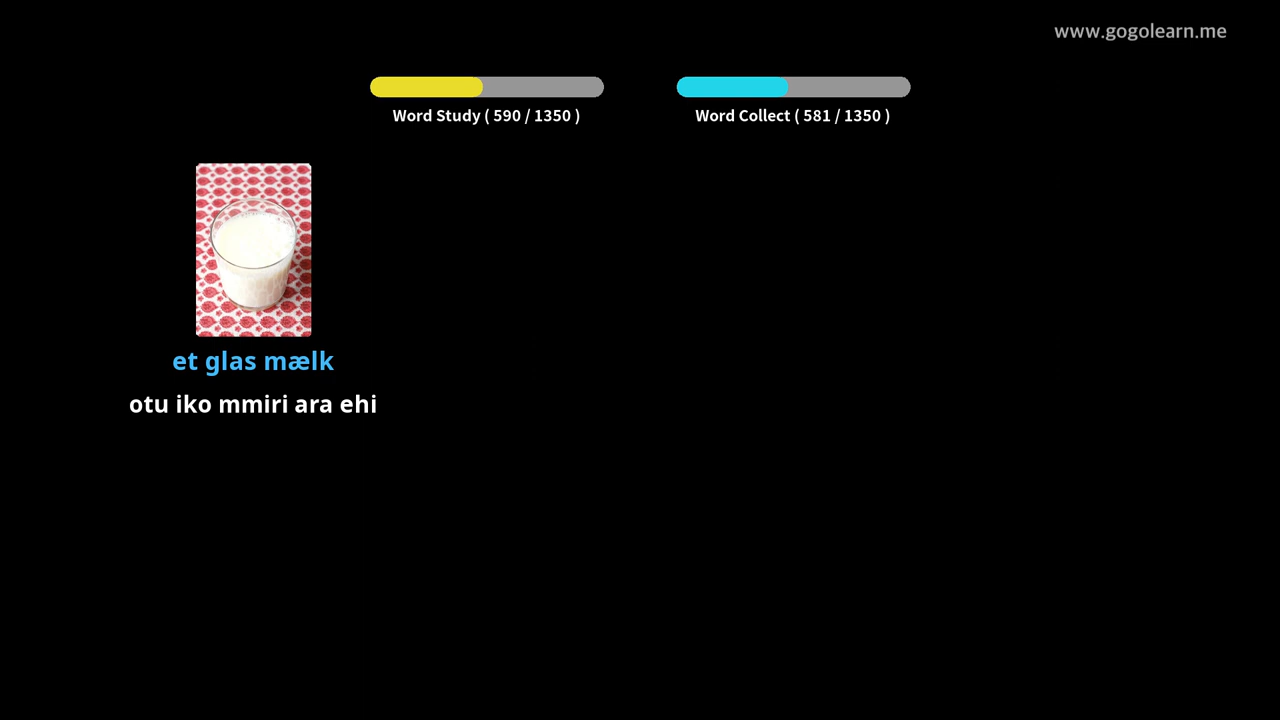 www.gogolearn.me
Word Study ( 590 / 1350 )
Word Collect ( 581 / 1350 )
et glas mælk
otu iko mmiri ara ehi